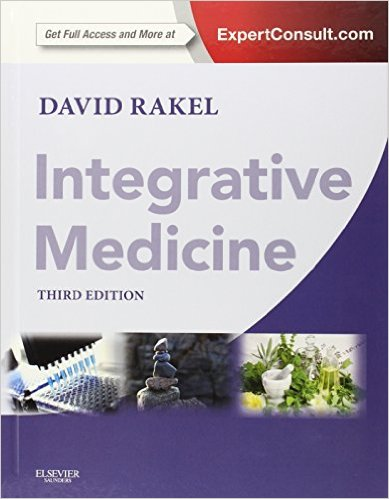 Get Full Access and More at
ExpertConsult.com
DAVID RAKEL
Integrative
Medicine
THIRD EDITION
ELSEVIER
SAUNDERS